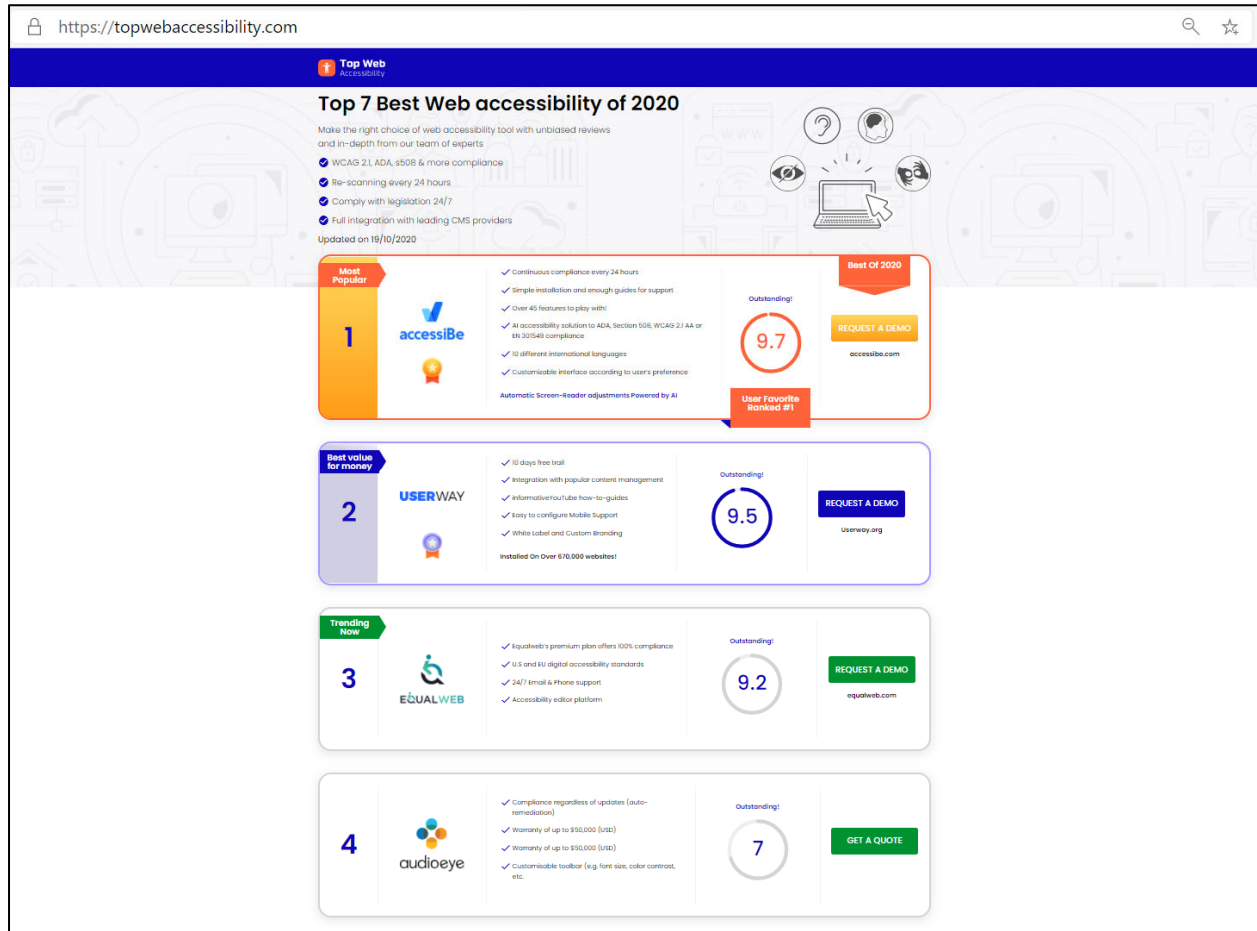 https://topwebaccessibility.com
Top Web
Accessibility
Top 7 Best Web accessibility of 2020
Make the right choice of web accessibility tool with unbiased reviews
and in-depth from our team of experts
WCAG 2.1, ADA, s508 & more compliance
Re-scanning every 24 hours
Comply with legislation 24/7
Full integration with leading CMS providers
Updated on 19/10/2020
WWW
Most
Popular
1
accessiBe
Continuous compliance every 24 hours
Simple installation and enough guides for support
Over 45 features to play with!
AI accessibility solution to ADA, Section 508, WCAG 2.1 AA or
EN 301549 compliance
10 different international languages
Customizable interface according to user's preference
Automatic Screen-Reader adjustments Powered by AI
Outstanding!
9.7
User Favorite
Ranked #1
Best Of 2020
REQUEST A DEMO
accessibe.com
Best value
for money
2
USERWAY
10 days free trail
Integration with popular content management
informativeYouTube how-to-guides
Easy to configure Mobile Support
White Label and Custom Branding
Installed On Over 670,000 websites!
Outstanding!
9.5
REQUEST A DEMO
Userway.org
Trending
Now
3
EQUALWEB
Equalweb's premium plan offers 100% compliance
U.S and EU digital accessibility standards
24/7 Email & Phone support
Accessibility editor platform
Outstanding!
9.2
REQUEST A DEMO
equalweb.com
4
audioeye
Compliance regardless of updates (auto-
remediation)
Warranty of up to $50,000 (USD)
Warranty of up to $50,000 (USD)
Customisable toolbar (e.g. font size, color contrast,
etc.
Outstanding!
7
GET A QUOTE